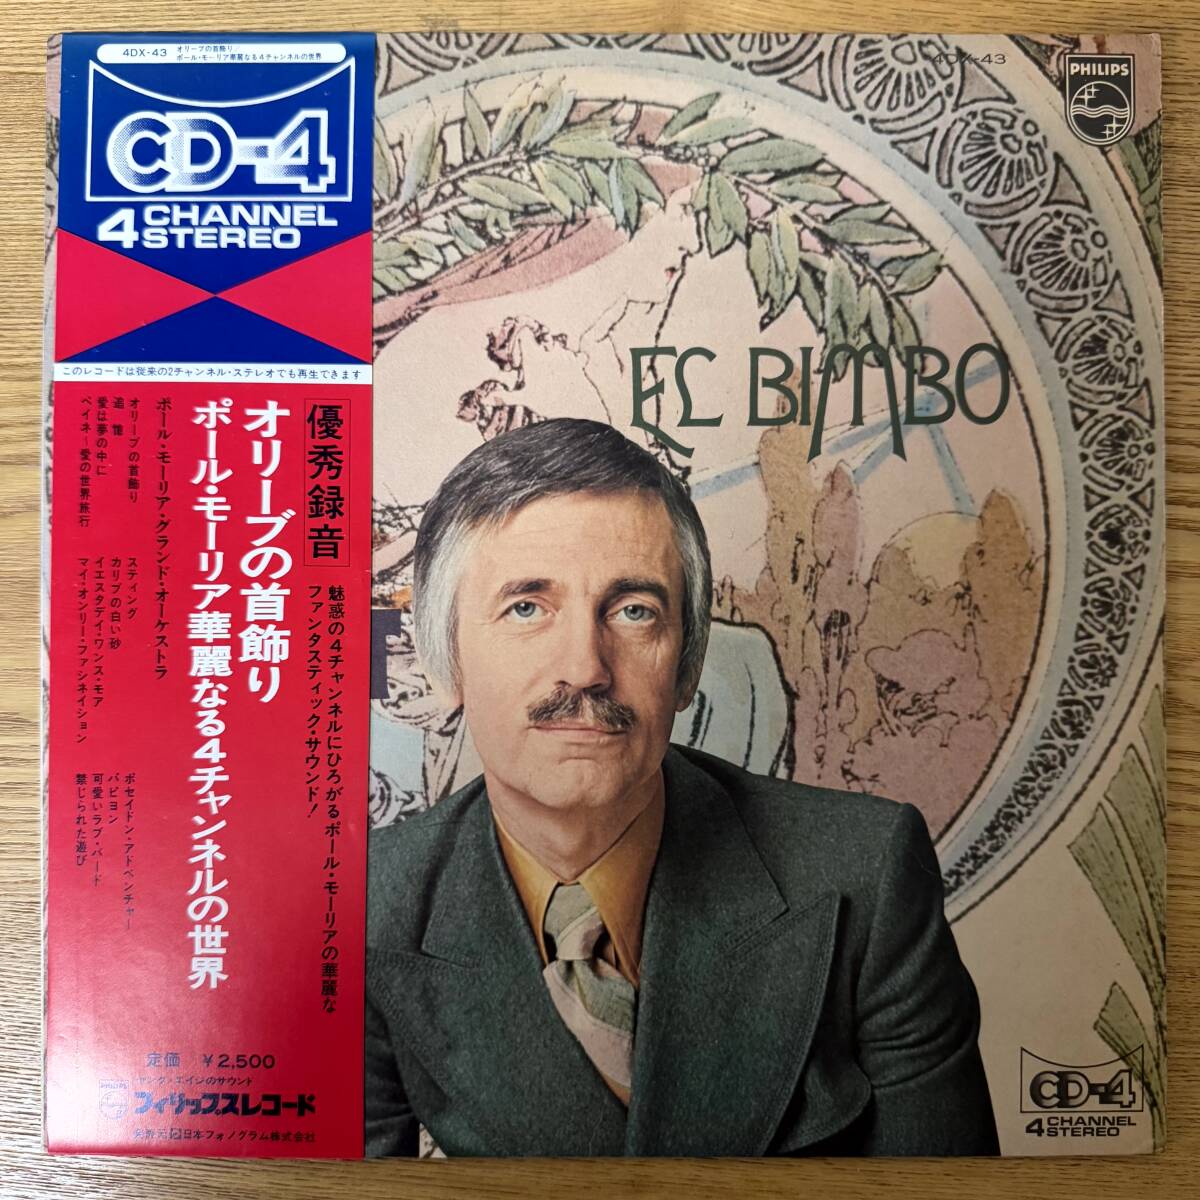 4DX-43
オリーブの首飾り/
ポール・モーリア華麗なる4チャンネルの世界
CD-4
4 CHANNEL
STEREO
このレコードは従来の2チャンネル・ステレオでも再生できます
優秀録音
魅惑の4チャンネルにひろがるポール・モーリアの華麗な
ファンタスティック・サウンド!
オリーブの首飾り
ポール・モーリア華麗なる4チャンネルの世界
ポール・モーリア・グランド・オーケストラ
オリーブの首飾り
追憶
愛は夢の中に
ペイネ~愛の世界旅行
スティング
カリブの白い砂
イエスタデイ・ワンス・モア
マイ・オンリー・ファシネイション
ポセイドン・アドベンチャー
パピヨン
可愛いラブ・バード
禁じられた遊び
定価 ¥2,500
PHILIPS
ヤング・エイジのサウンド
フィリップスレコード
発売元 日本フォノグラム株式会社
4DX-43
PHILIPS
EL BIMBO
CD-4
4 CHANNEL
STEREO